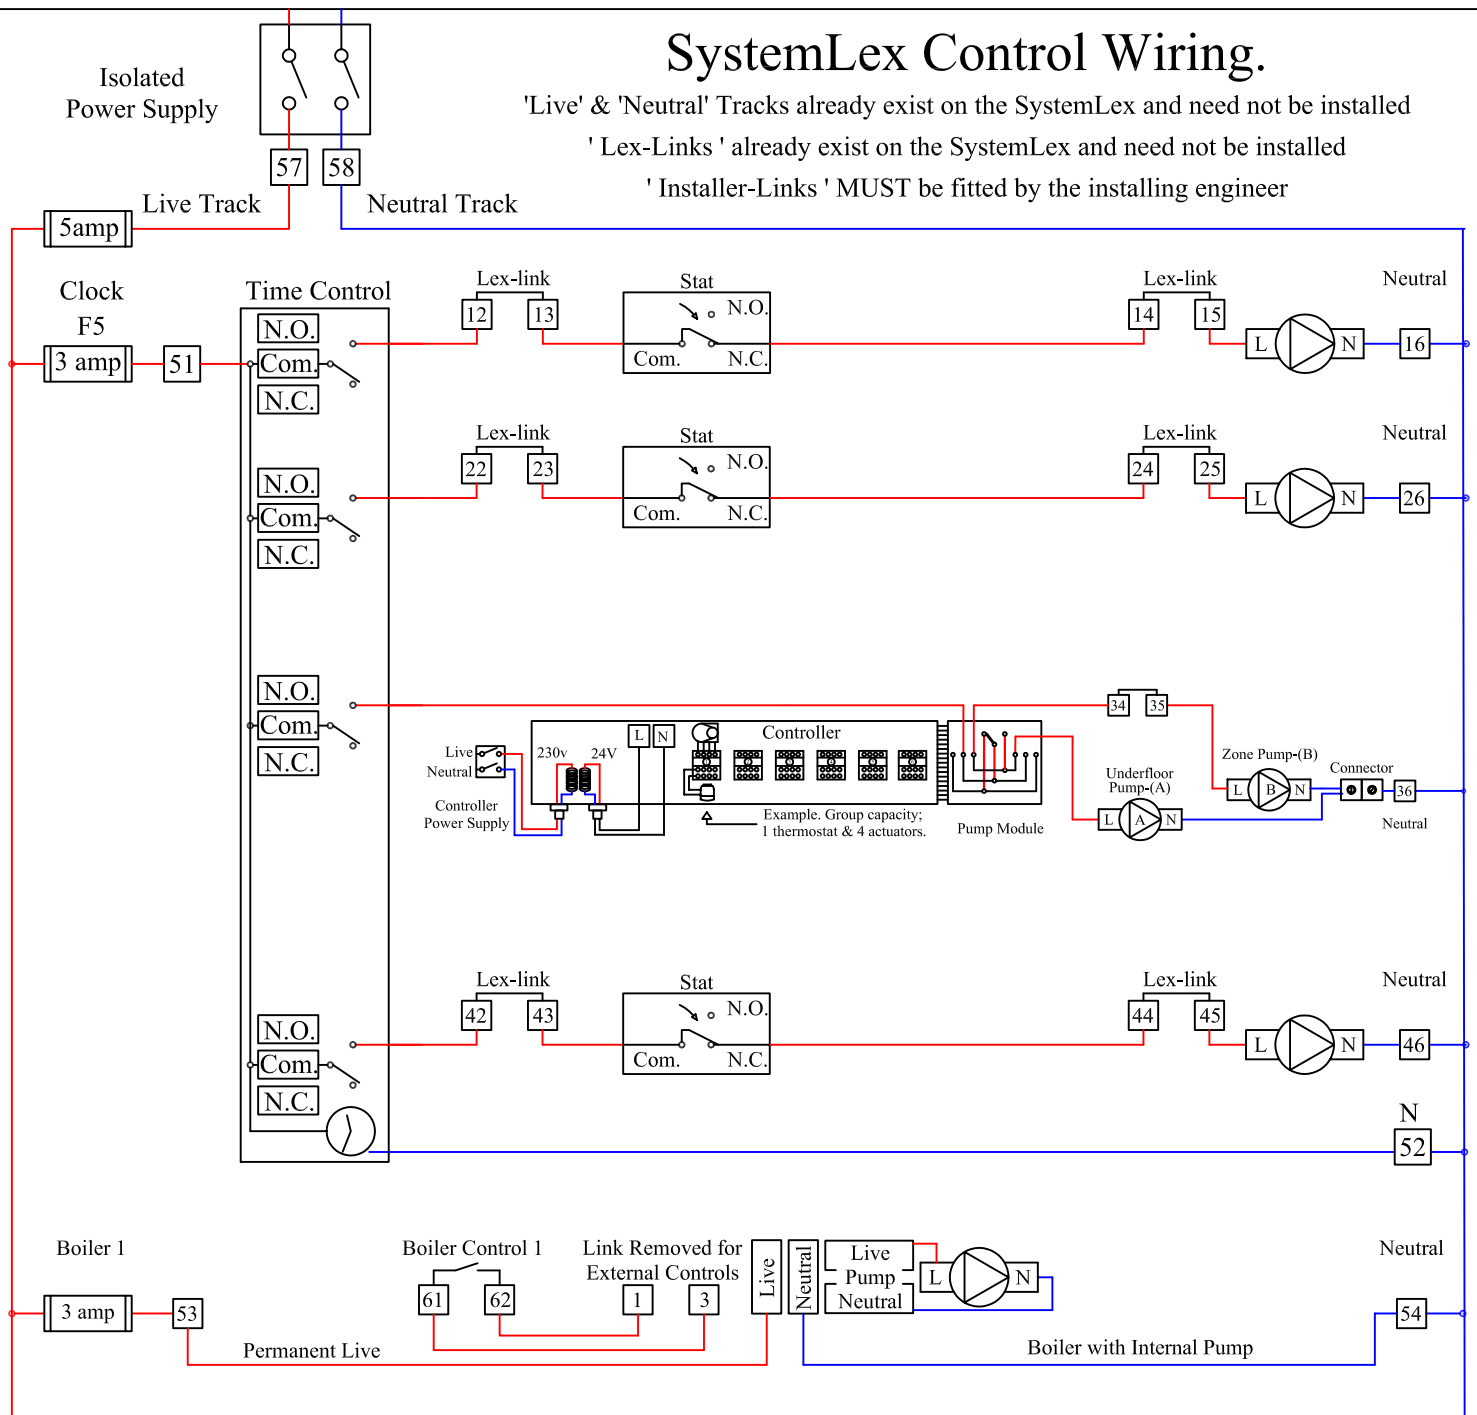 SystemLex Control Wiring.
'Live' & 'Neutral' Tracks already exist on the SystemLex and need not be installed
' Lex-Links ' already exist on the SystemLex and need not be installed
' Installer-Links ' MUST be fitted by the installing engineer
Isolated
Power Supply
57 58
Live Track Neutral Track
5amp
Clock
F5
3 amp 51
Time Control
N.O.
Com.
N.C.
Lex-link
12 13
Stat
N.O.
Com. N.C.
Lex-link
14 15
L N
Neutral
16
N.O.
Com.
N.C.
Lex-link
22 23
Stat
N.O.
Com. N.C.
Lex-link
24 25
L N
Neutral
26
N.O.
Com.
N.C.
Live
Neutral
Controller
Power Supply
230v 24V
L N
Controller
Example. Group capacity;
1 thermostat & 4 actuators.
Pump Module
34 35
Underfloor
Pump-(A)
L A N
Zone Pump-(B)
L B N
Connector
36
Neutral
N.O.
Com.
N.C.
Lex-link
42 43
Stat
N.O.
Com. N.C.
Lex-link
44 45
L N
Neutral
46
N
52
Boiler 1
3 amp 53
Permanent Live
Boiler Control 1
61 62
Link Removed for
External Controls
1 3
Live
Neutral
Live
Pump
Neutral
L N
Boiler with Internal Pump
Neutral
54